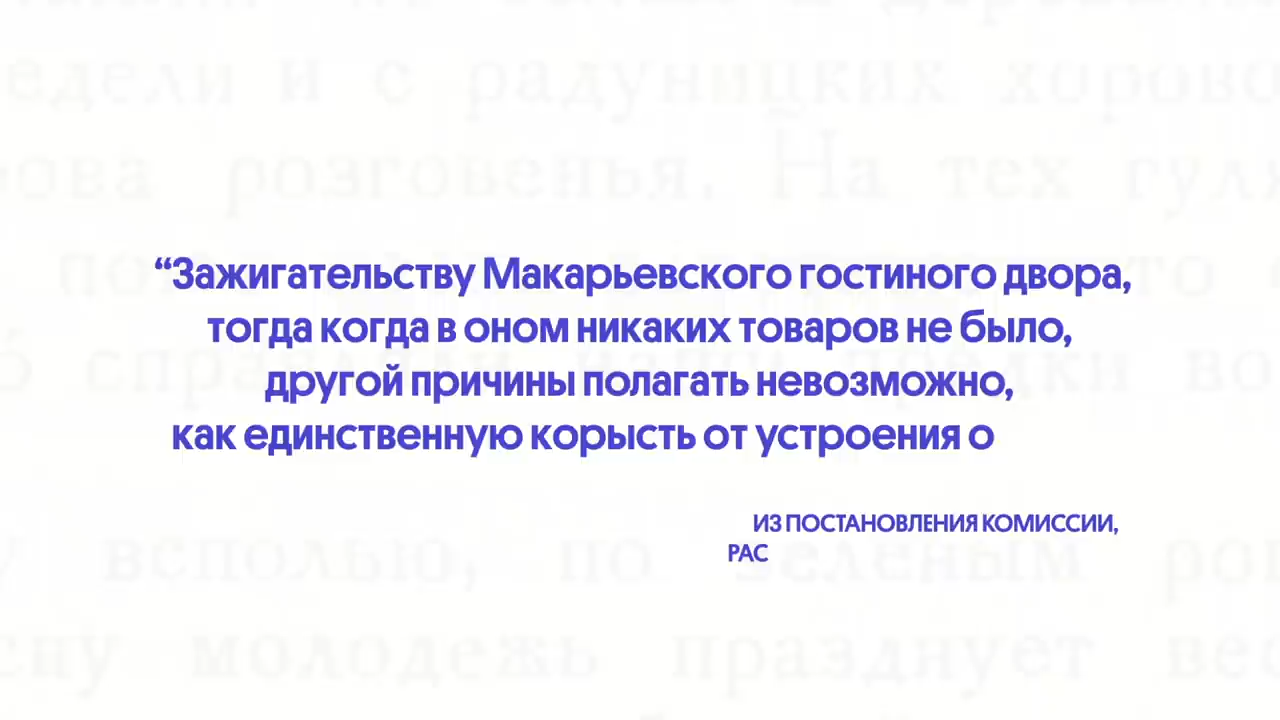 “Зажигательству Макарьевского гостиного двора,
тогда когда в оном никаких товаров не было,
другой причины полагать невозможно,
как единственную корысть от устроения о
ИЗ ПОСТАНОВЛЕНИЯ КОМИССИИ,
РАС